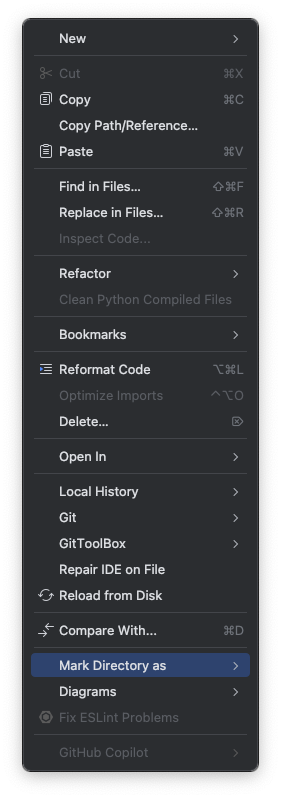 New
Cut ⌘X
Copy ⌘C
Copy Path/Reference...
Paste ⌘V
Find in Files... ⇧⌘F
Replace in Files... ⇧⌘R
Inspect Code...
Refactor
Clean Python Compiled Files
Bookmarks
Reformat Code ⌥⌘L
Optimize Imports ^⌥O
Delete... ⌦
Open In
Local History
Git
GitToolBox
Repair IDE on File
Reload from Disk
Compare With... ⌘D
Mark Directory as
Diagrams
Fix ESLint Problems
GitHub Copilot